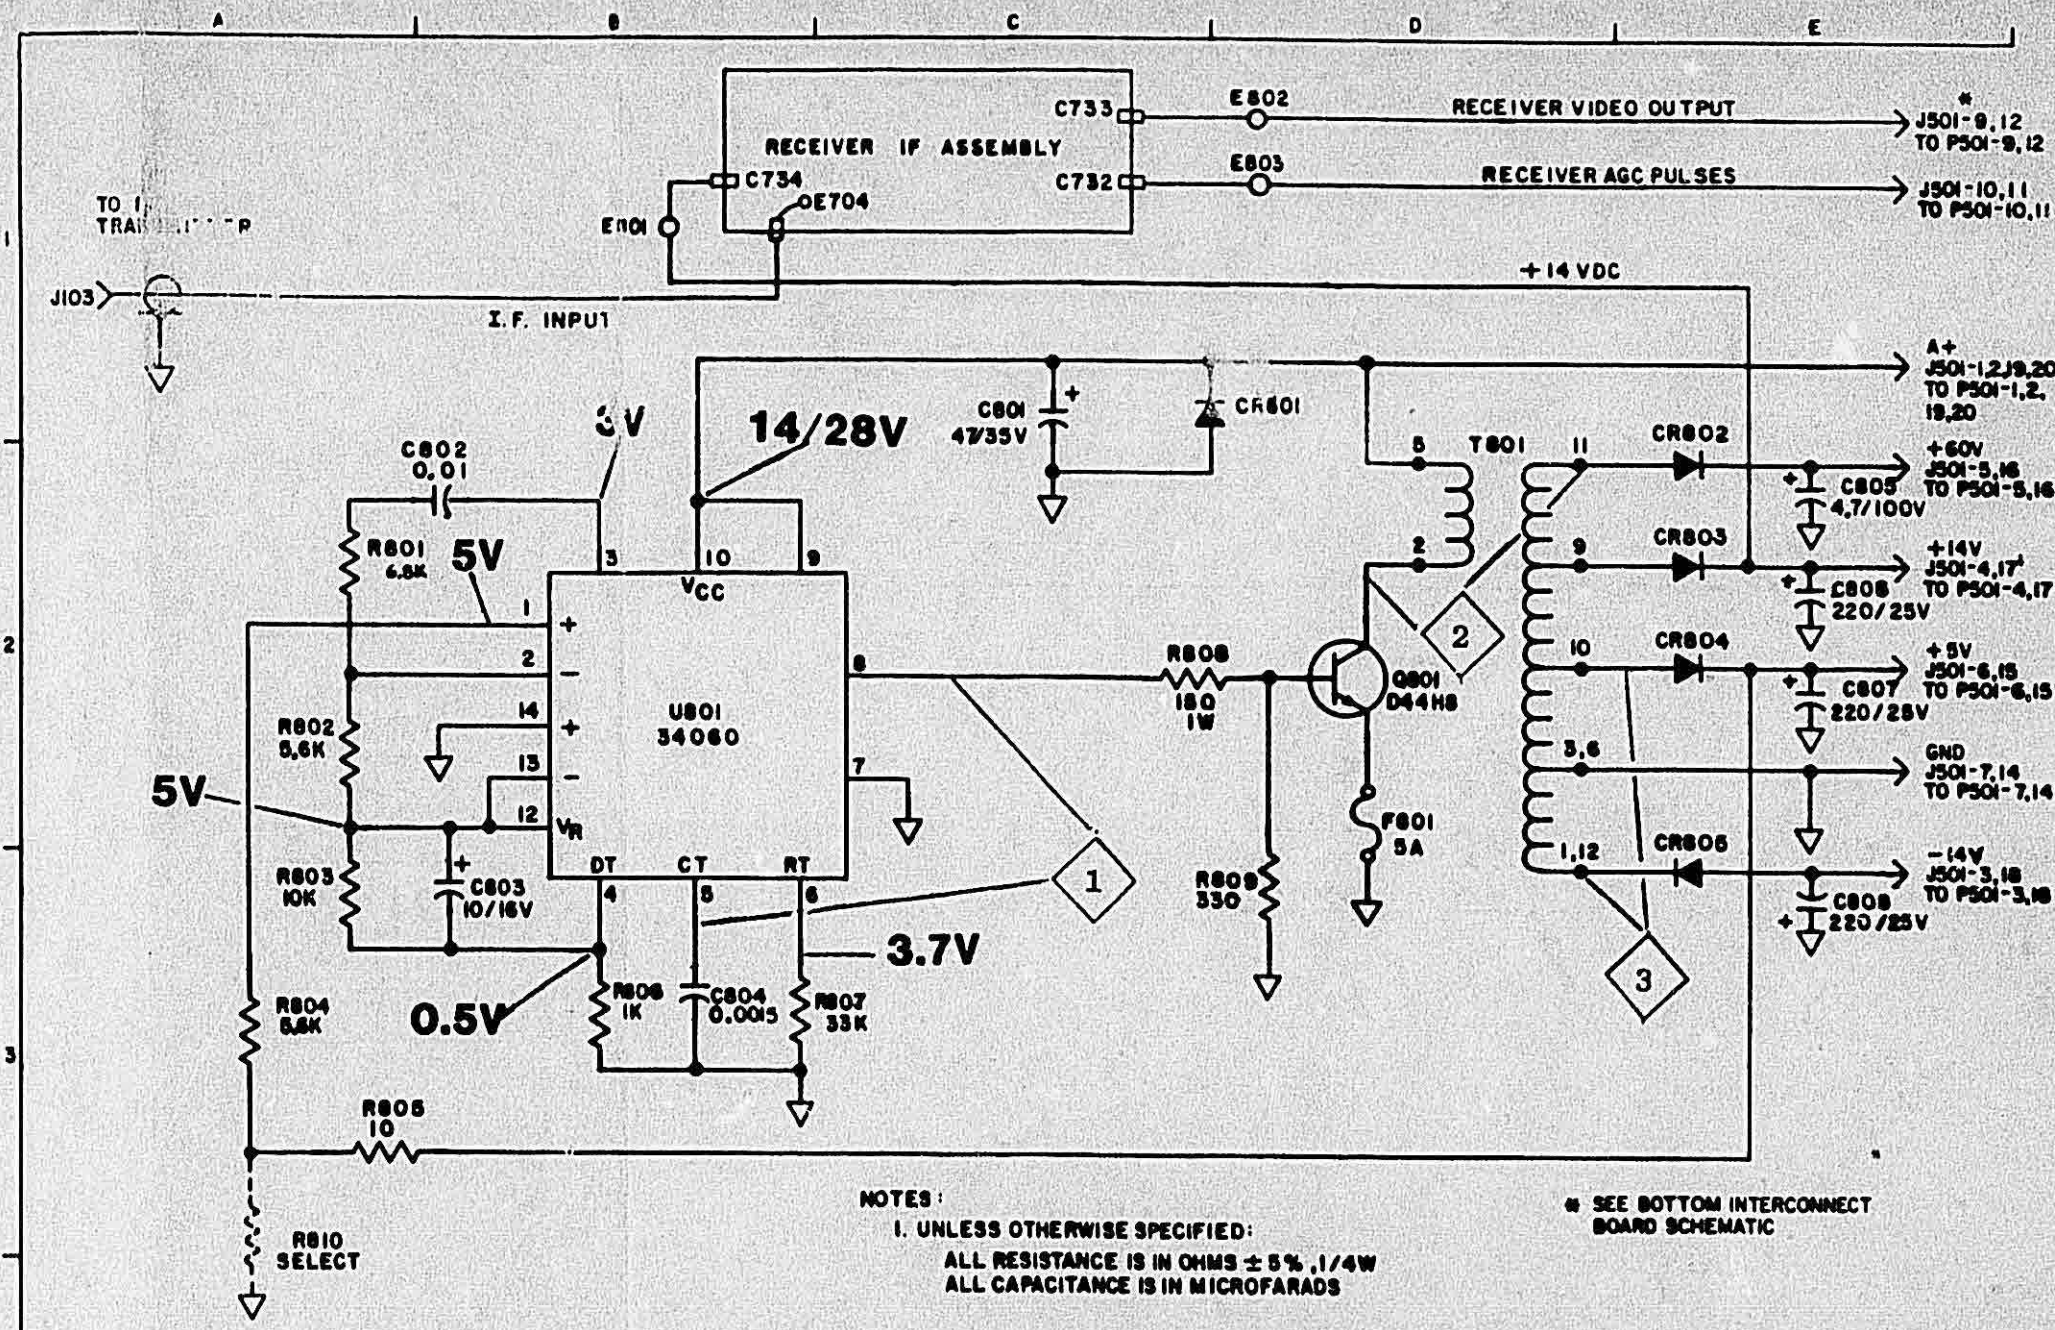 A B C D E
1
2
3
RECEIVER IF ASSEMBLY
C733
C732
C734
OE704
E802
E803
RECEIVER VIDEO OUTPUT
RECEIVER AGC PULSES
*
J501-9,12
TO P501-9,12
J501-10,11
TO P501-10,11
TO
J103
I.F. INPUT
+14 VDC
A+
J501-1,2,19,20
TO P501-1,2,
19,20
C801
47/35V
+
CR801
14/28V
C802
0.01
R801
6.8K
5V
3
10
9
VCC
1
+
2
−
14
+
13
−
12
VR
U801
34060
8
7
DT
CT
RT
4
5
6
R802
5.6K
5V
R803
10K
C803
10/16V
+
0.5V
R806
1K
C804
0.0015
R807
33K
3.7V
1
R808
180
1W
R809
330
Q801
D44H8
F801
5A
2
3
T801
5
2
11
9
10
3,6
1,12
CR802
CR803
CR804
CR805
+60V
J501-5,16
TO P501-5,16
+
C805
4.7/100V
+14V
J501-4,17
TO P501-4,17
+
C806
220/25V
+5V
J501-6,15
TO P501-6,15
+
C807
220/25V
GND
J501-7,14
TO P501-7,14
-14V
J501-3,18
TO P501-3,18
+
C808
220/25V
R804
5.6K
R805
10
R810
SELECT
NOTES:
1. UNLESS OTHERWISE SPECIFIED:
ALL RESISTANCE IS IN OHMS ± 5%, 1/4W
ALL CAPACITANCE IS IN MICROFARADS
* SEE BOTTOM INTERCONNECT
BOARD SCHEMATIC